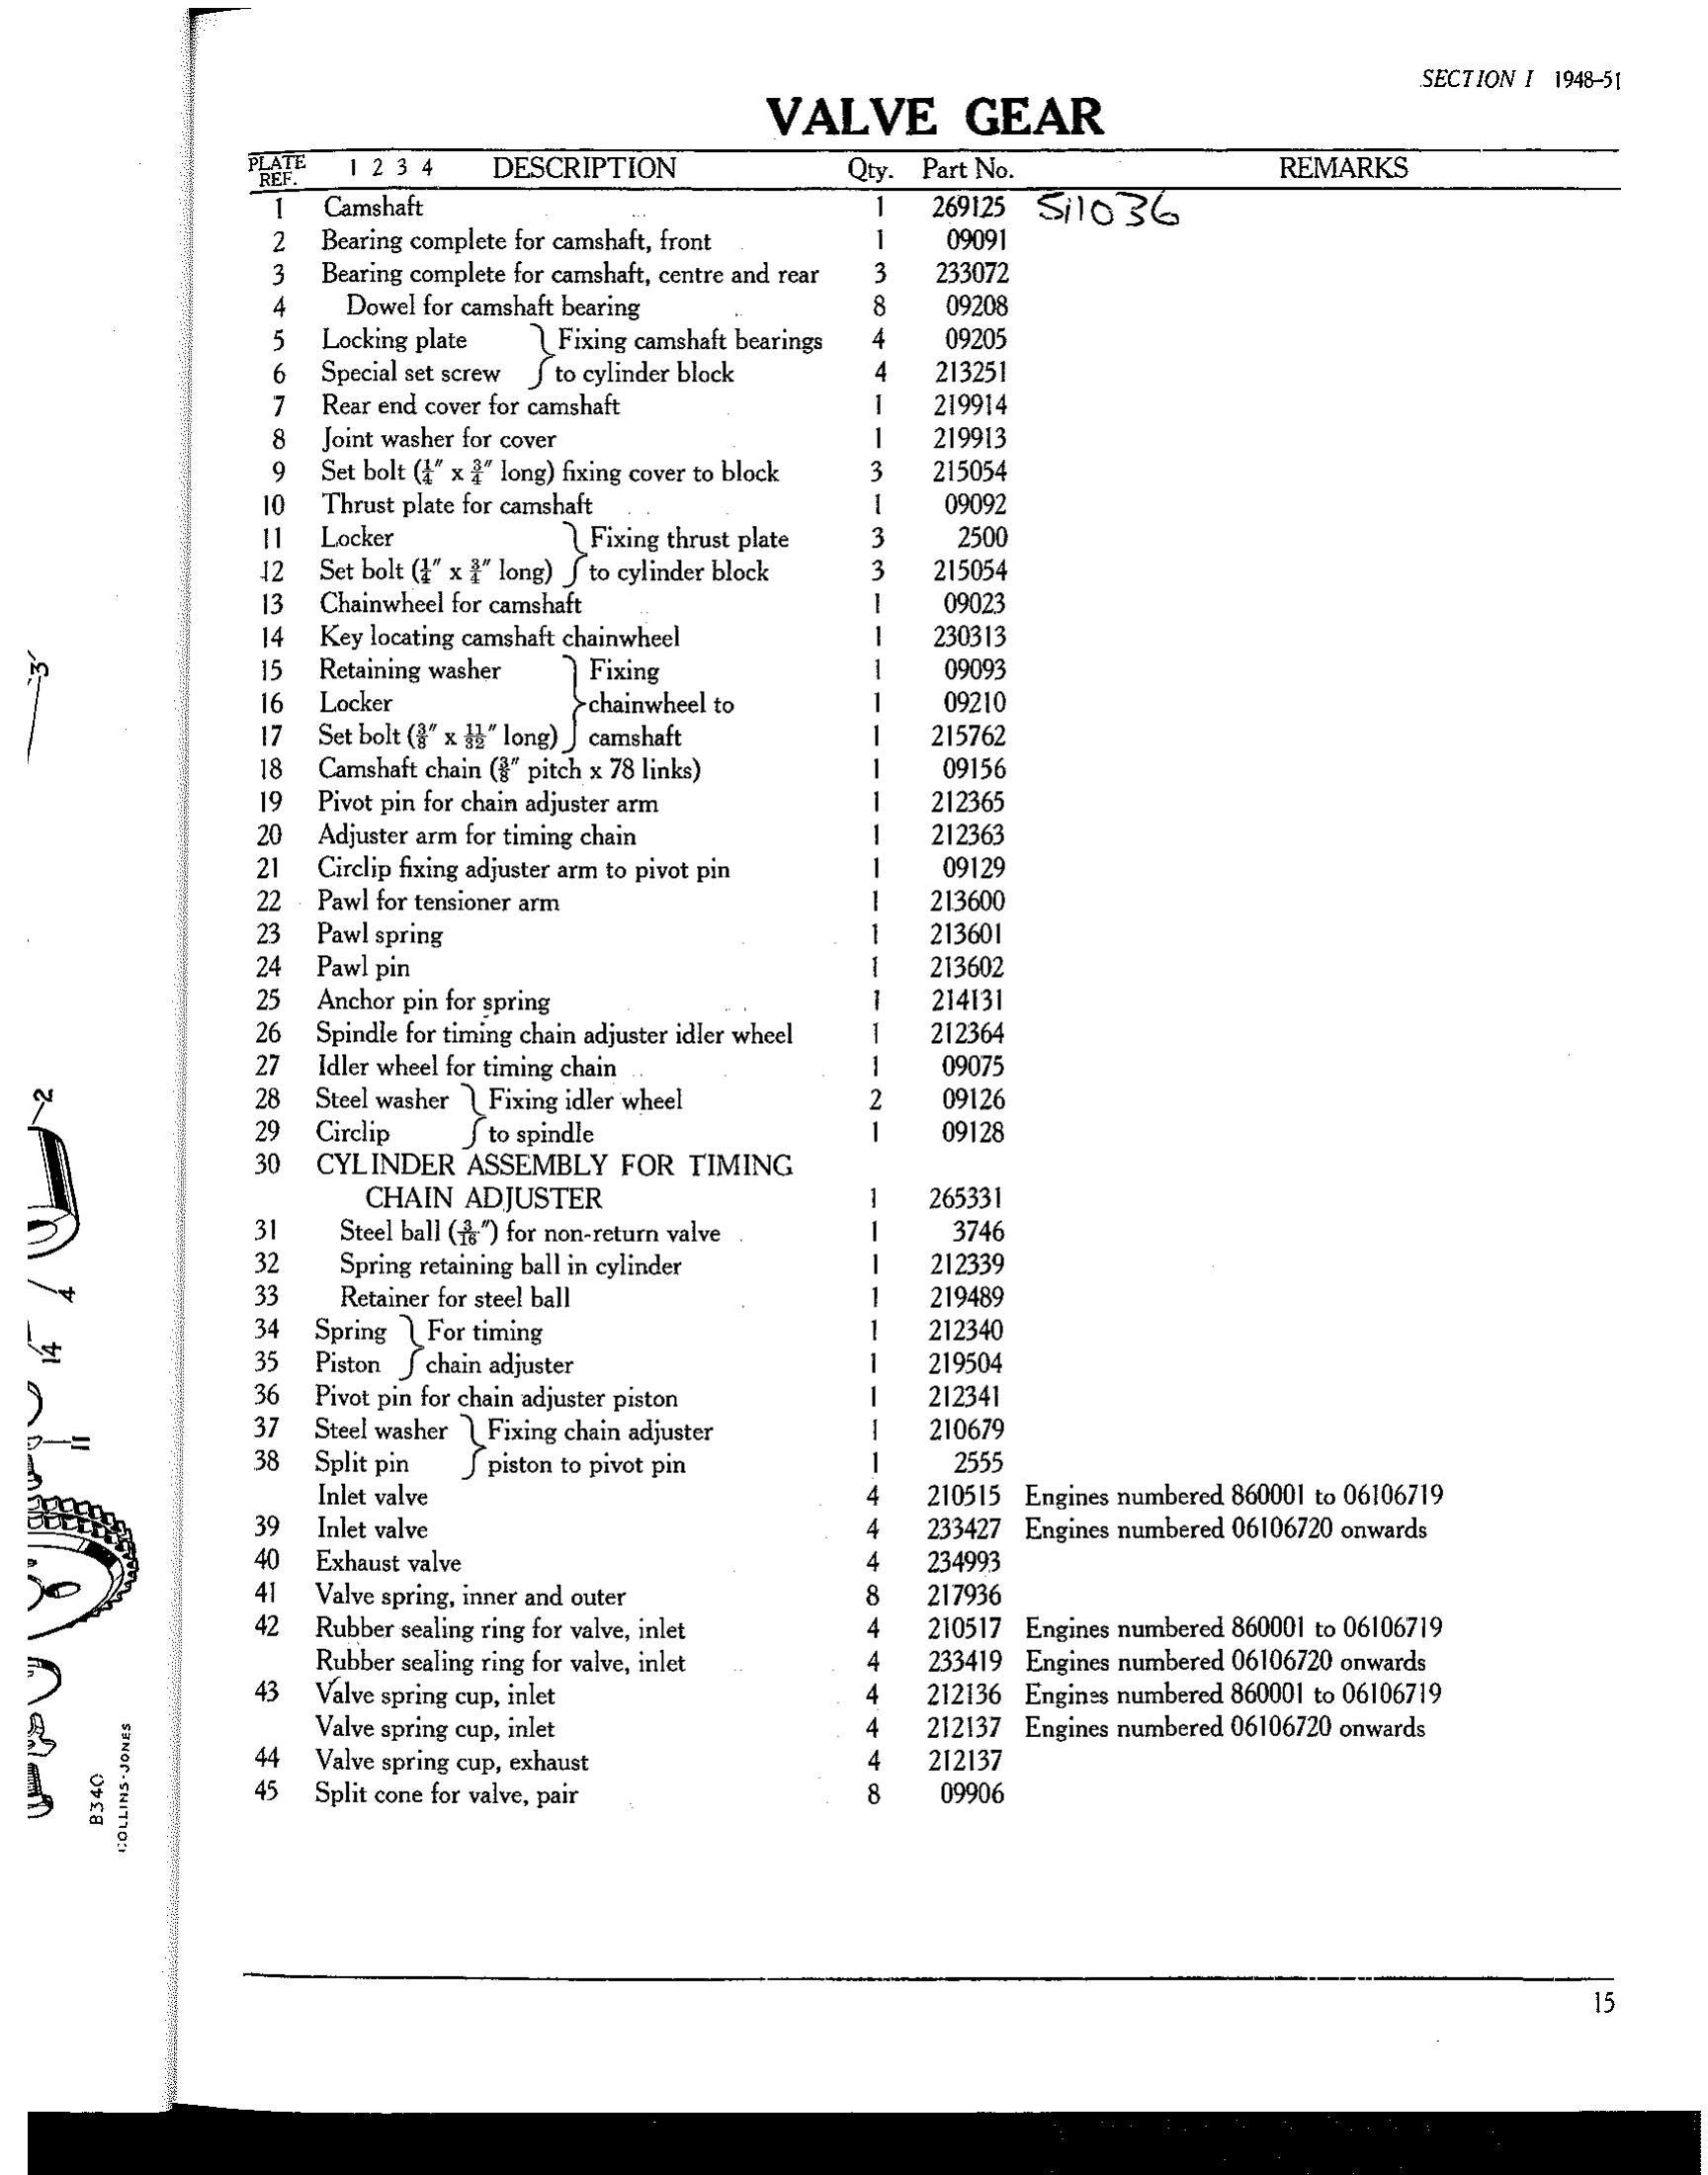 SECTION I 1948–51
VALVE GEAR
PLATE REF. 1 2 3 4 DESCRIPTION Qty. Part No. REMARKS
1 Camshaft 1 269125
2 Bearing complete for camshaft, front 1 09091
3 Bearing complete for camshaft, centre and rear 3 233072
4 Dowel for camshaft bearing 8 09208
5 Locking plate } Fixing camshaft bearings 4 09205
6 Special set screw } to cylinder block 4 213251
7 Rear end cover for camshaft 1 219914
8 Joint washer for cover 1 219913
9 Set bolt (¼″ x ¾″ long) fixing cover to block 3 215054
10 Thrust plate for camshaft 1 09092
11 Locker } Fixing thrust plate 3 2500
12 Set bolt (¼″ x ¾″ long) } to cylinder block 3 215054
13 Chainwheel for camshaft 1 09023
14 Key locating camshaft chainwheel 1 230313
15 Retaining washer } Fixing 1 09093
16 Locker } chainwheel to 1 09210
17 Set bolt (⅜″ x 11/32″ long) } camshaft 1 215762
18 Camshaft chain (⅜″ pitch x 78 links) 1 09156
19 Pivot pin for chain adjuster arm 1 212365
20 Adjuster arm for timing chain 1 212363
21 Circlip fixing adjuster arm to pivot pin 1 09129
22 Pawl for tensioner arm 1 213600
23 Pawl spring 1 213601
24 Pawl pin 1 213602
25 Anchor pin for spring 1 214131
26 Spindle for timing chain adjuster idler wheel 1 212364
27 Idler wheel for timing chain 1 09075
28 Steel washer } Fixing idler wheel 2 09126
29 Circlip } to spindle 1 09128
30 CYLINDER ASSEMBLY FOR TIMING
CHAIN ADJUSTER 1 265331
31 Steel ball (3/16″) for non-return valve 1 3746
32 Spring retaining ball in cylinder 1 212339
33 Retainer for steel ball 1 219489
34 Spring } For timing 1 212340
35 Piston } chain adjuster 1 219504
36 Pivot pin for chain adjuster piston 1 212341
37 Steel washer } Fixing chain adjuster 1 210679
38 Split pin } piston to pivot pin 1 2555
Inlet valve 4 210515 Engines numbered 860001 to 06106719
39 Inlet valve 4 233427 Engines numbered 06106720 onwards
40 Exhaust valve 4 234993
41 Valve spring, inner and outer 8 217936
42 Rubber sealing ring for valve, inlet 4 210517 Engines numbered 860001 to 06106719
Rubber sealing ring for valve, inlet 4 233419 Engines numbered 06106720 onwards
43 Valve spring cup, inlet 4 212136 Engines numbered 860001 to 06106719
Valve spring cup, inlet 4 212137 Engines numbered 06106720 onwards
44 Valve spring cup, exhaust 4 212137
45 Split cone for valve, pair 8 09906
15
3
2
4
14
11
B340
COLLINS-JONES